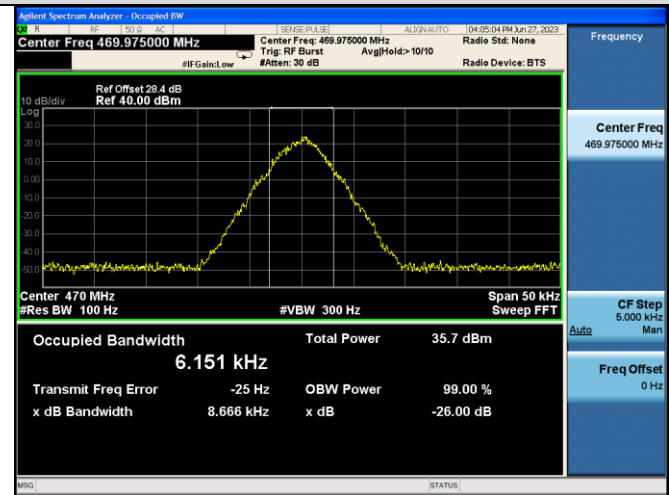 Agilent Spectrum Analyzer - Occupied BW
R RF 50 Ω AC SENSE:PULSE ALIGN AUTO 04:05:04 PM Jun 27, 2023
Center Freq 469.975000 MHz
Center Freq: 469.975000 MHz
Radio Std: None
Trig: RF Burst Avg|Hold:> 10/10
#IFGain:Low
#Atten: 30 dB
Radio Device: BTS
Ref Offset 28.4 dB
10 dB/div Ref 40.00 dBm
Log
30.0
20.0
10.0
0.00
-10.0
-20.0
-30.0
-40.0
-50.0
Center 470 MHz Span 50 kHz
#Res BW 100 Hz #VBW 300 Hz Sweep FFT
Occupied Bandwidth Total Power 35.7 dBm
6.151 kHz
Transmit Freq Error -25 Hz OBW Power 99.00 %
x dB Bandwidth 8.666 kHz x dB -26.00 dB
MSG STATUS
Frequency
Center Freq
469.975000 MHz
CF Step
5.000 kHz
Auto Man
Freq Offset
0 Hz